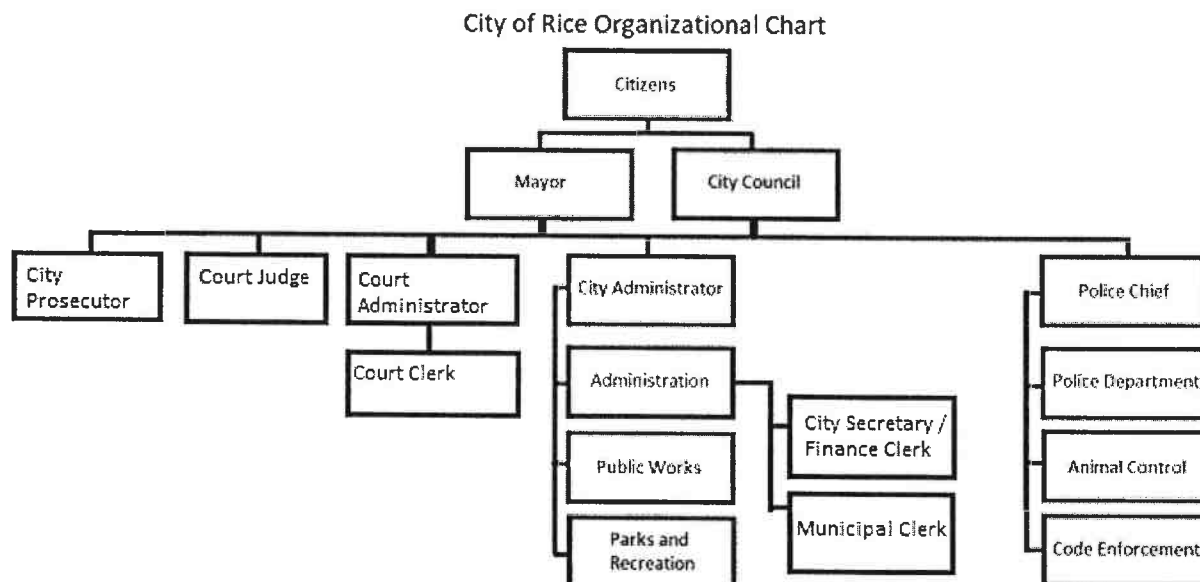 City of Rice Organizational Chart
Citizens
Mayor
City Council
City
Prosecutor
Court Judge
Court
Administrator
City Administrator
Police Chief
Court Clerk
Administration
Police Department
City Secretary /
Finance Clerk
Public Works
Animal Control
Municipal Clerk
Parks and
Recreation
Code Enforcement